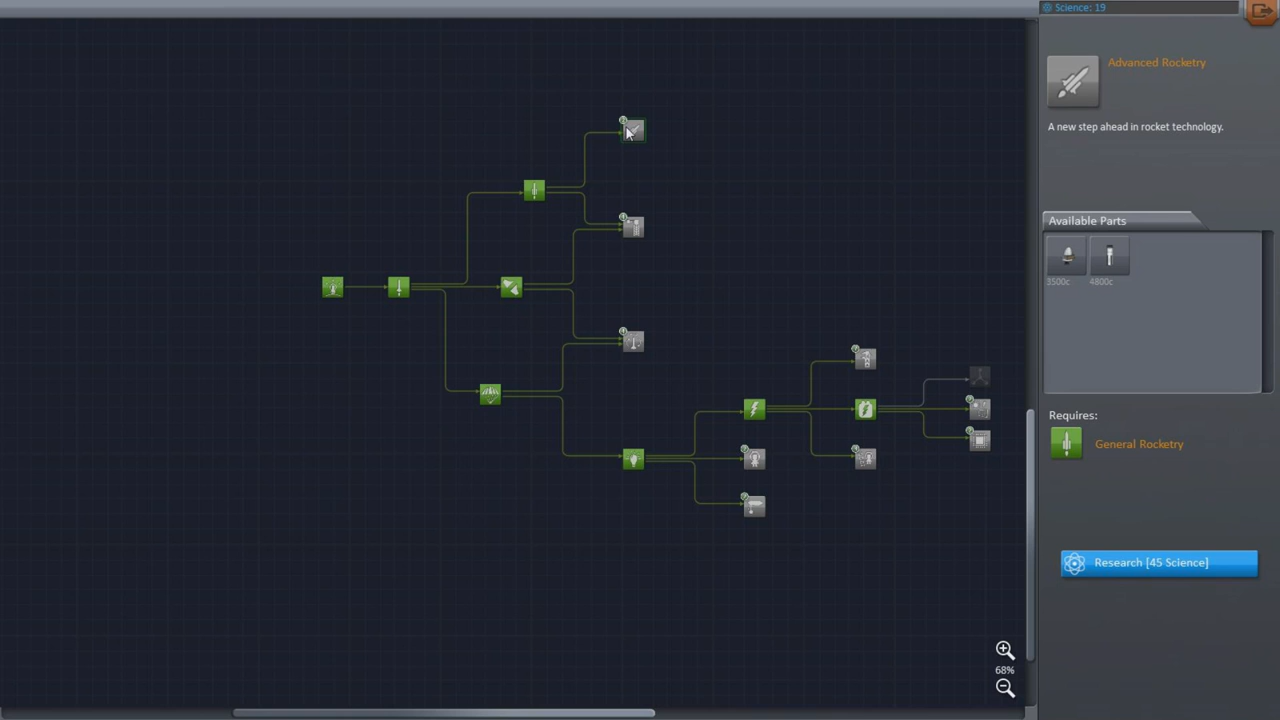 Science: 19
Advanced Rocketry
A new step ahead in rocket technology.
Available Parts
3500c 4800c
Requires:
General Rocketry
Research [45 Science]
68%